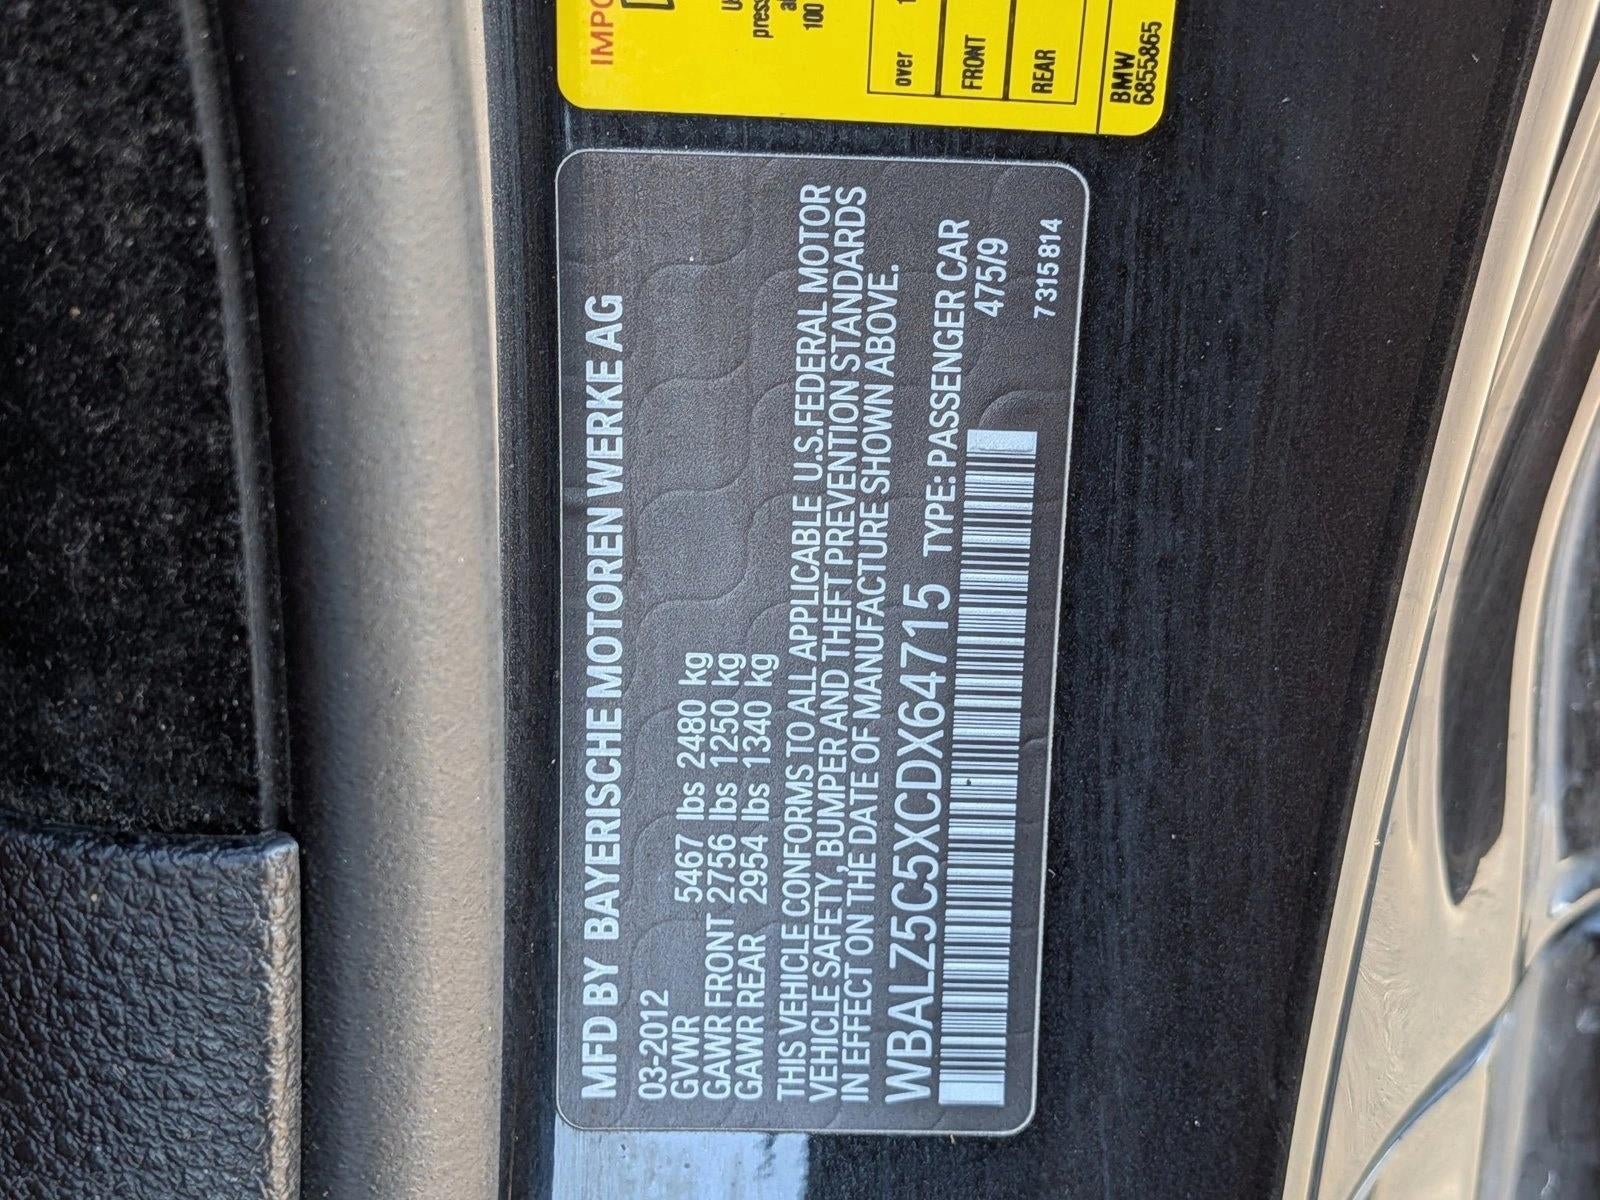 MFD BY BAYERISCHE MOTOREN WERKE AG
03-2012
GVWR 5467 lbs 2480 kg
GAWR FRONT 2756 lbs 1250 kg
GAWR REAR 2954 lbs 1340 kg
THIS VEHICLE CONFORMS TO ALL APPLICABLE U.S.FEDERAL MOTOR
VEHICLE SAFETY, BUMPER AND THEFT PREVENTION STANDARDS
IN EFFECT ON THE DATE OF MANUFACTURE SHOWN ABOVE.
WBALZ5C5XCDX64715 TYPE: PASSENGER CAR
475/9
7 315 814
over
100
FRONT
REAR
BMW
6855865